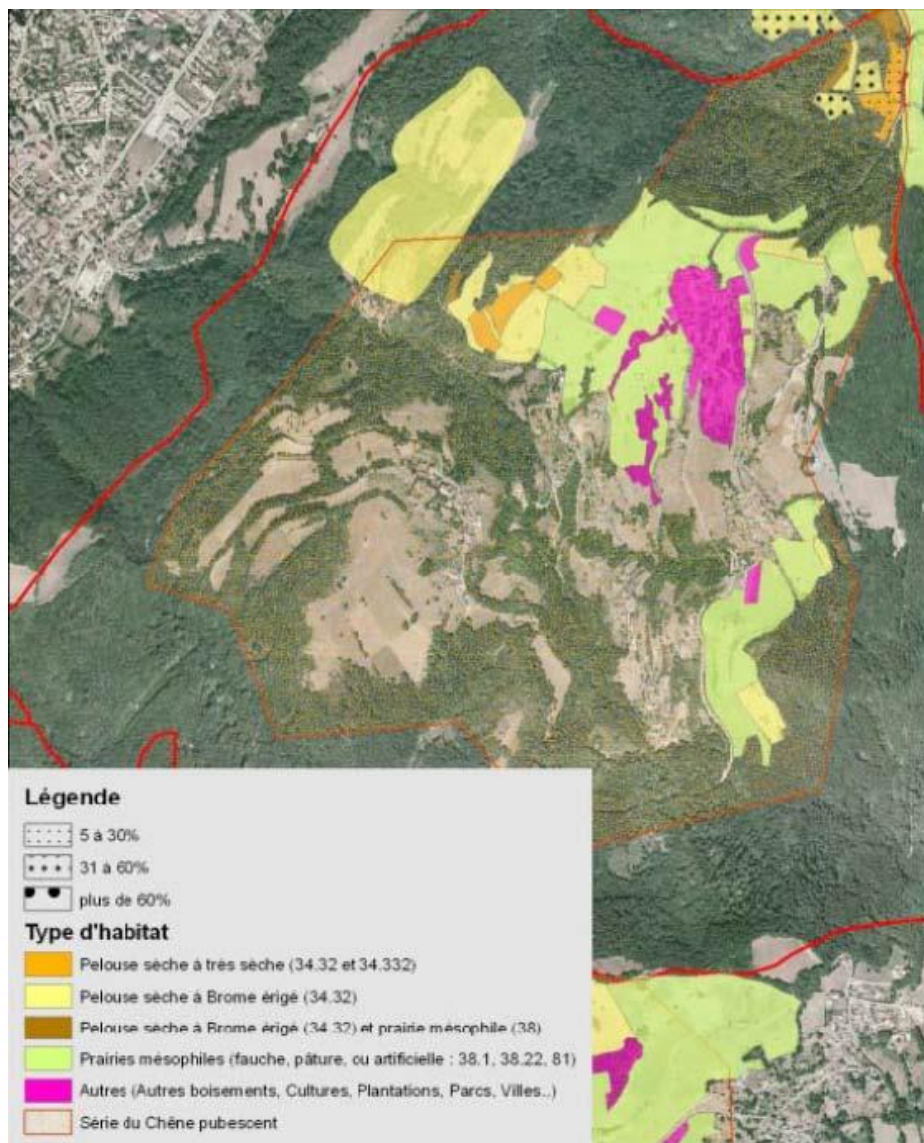 Légende
5 à 30%
31 à 60%
plus de 60%
Type d'habitat
Pelouse sèche à très sèche (34.32 et 34.332)
Pelouse sèche à Brome érigé (34.32)
Pelouse sèche à Brome érigé (34.32) et prairie mésophile (38)
Prairies mésophiles (fauche, pâture, ou artificielle : 38.1, 38.22, 81)
Autres (Autres boisements, Cultures, Plantations, Parcs, Villes..)
Série du Chêne pubescent